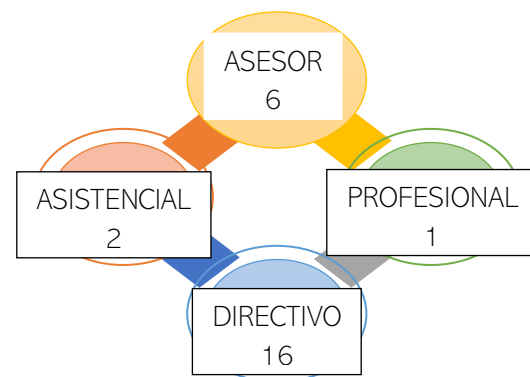 ASESOR
6
ASISTENCIAL
2
PROFESIONAL
1
DIRECTIVO
16